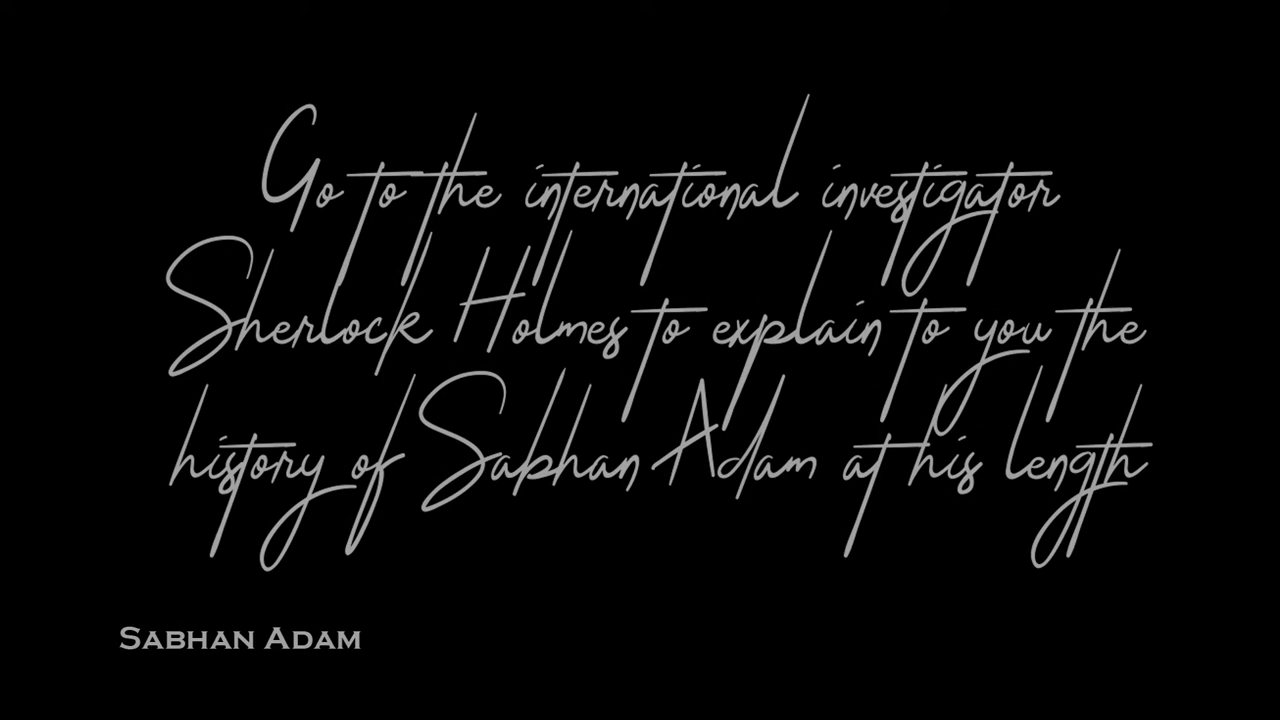 Go to the international investigator
Sherlock Holmes to explain to you the
history of Sabhan Adam at his length
SABHAN ADAM